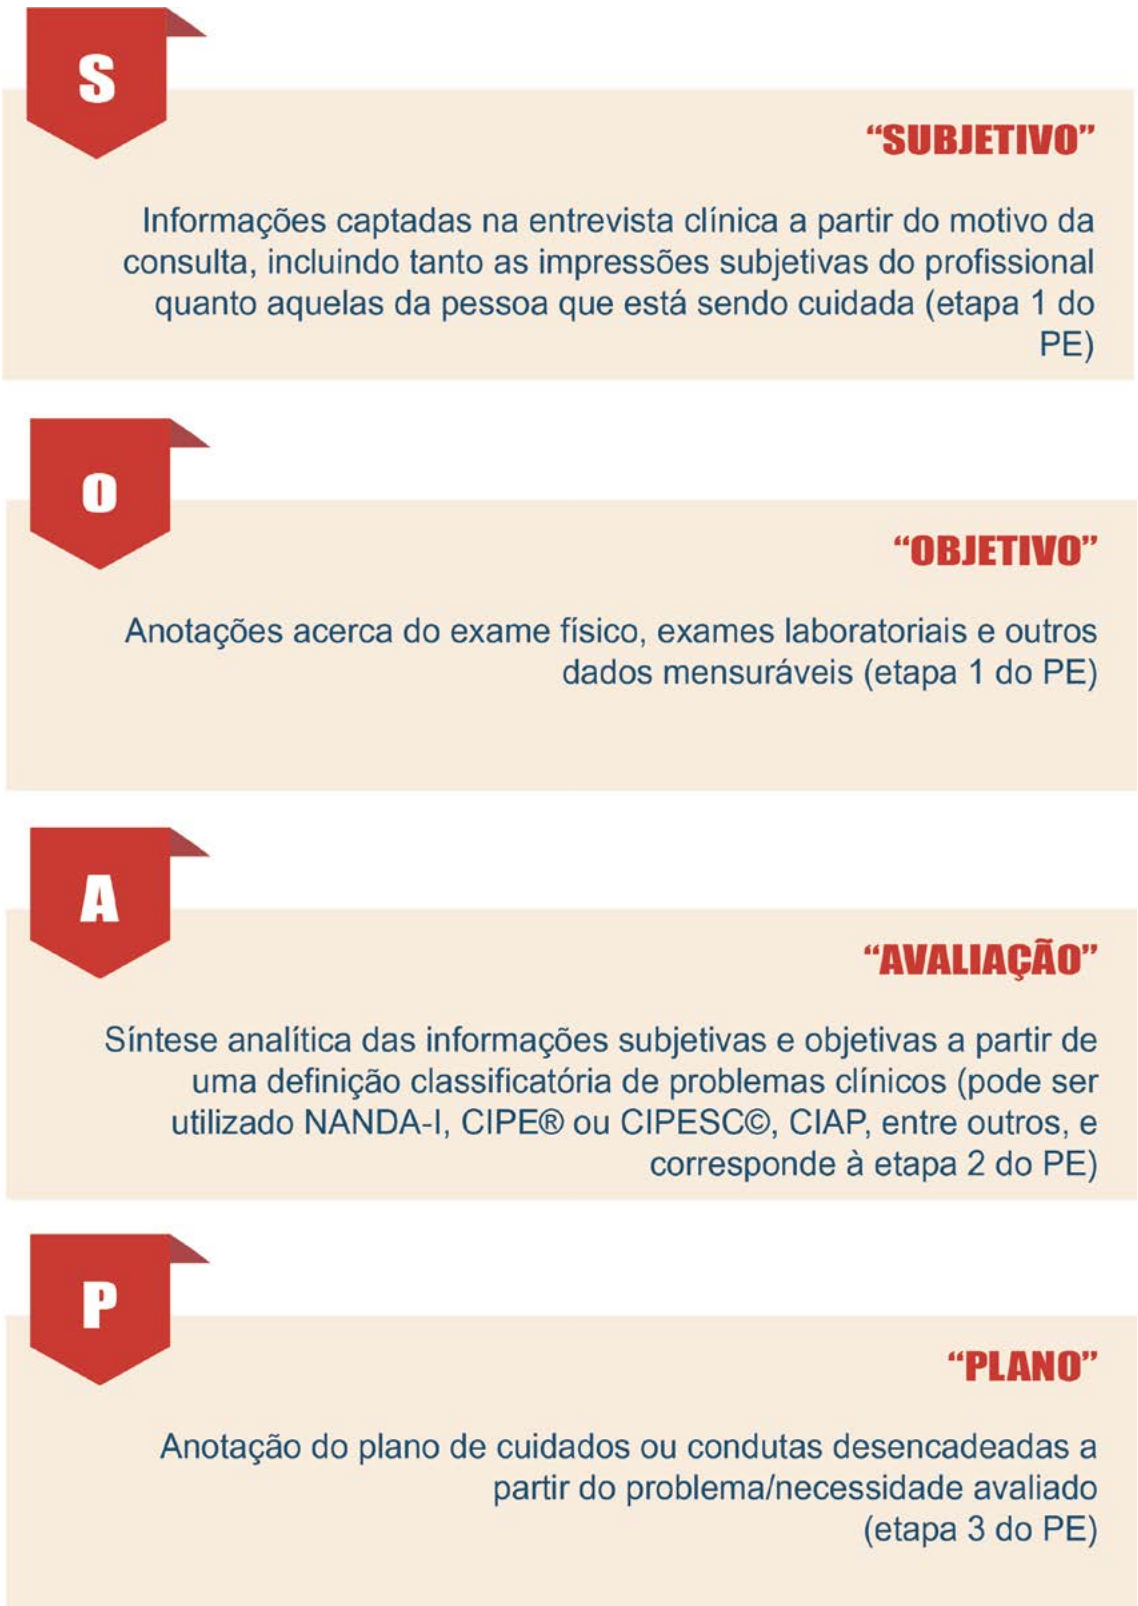 S
“SUBJETIVO”
Informações captadas na entrevista clínica a partir do motivo da
consulta, incluindo tanto as impressões subjetivas do profissional
quanto aquelas da pessoa que está sendo cuidada (etapa 1 do
PE)
O
“OBJETIVO”
Anotações acerca do exame físico, exames laboratoriais e outros
dados mensuráveis (etapa 1 do PE)
A
“AVALIAÇÃO”
Síntese analítica das informações subjetivas e objetivas a partir de
uma definição classificatória de problemas clínicos (pode ser
utilizado NANDA-I, CIPE® ou CIPESC©, CIAP, entre outros, e
corresponde à etapa 2 do PE)
P
“PLANO”
Anotação do plano de cuidados ou condutas desencadeadas a
partir do problema/necessidade avaliado
(etapa 3 do PE)